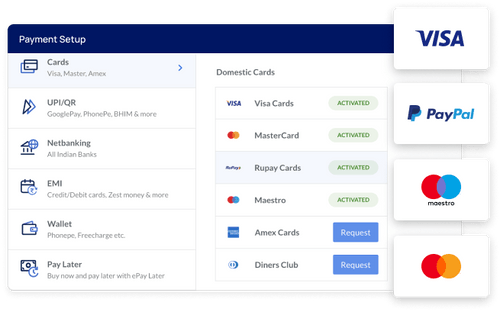 Payment Setup
Cards
Visa, Master, Amex
UPI/QR
GooglePay, PhonePe, BHIM & more
Netbanking
All Indian Banks
EMI
Credit/Debit cards, Zest money & more
Wallet
Phonepe, Freecharge etc.
Pay Later
Buy now and pay later with ePay Later
Domestic Cards
VISA Visa Cards ACTIVATED
MasterCard ACTIVATED
RuPay Rupay Cards ACTIVATED
Maestro ACTIVATED
Amex Cards Request
Diners Club Request
VISA
PayPal
maestro